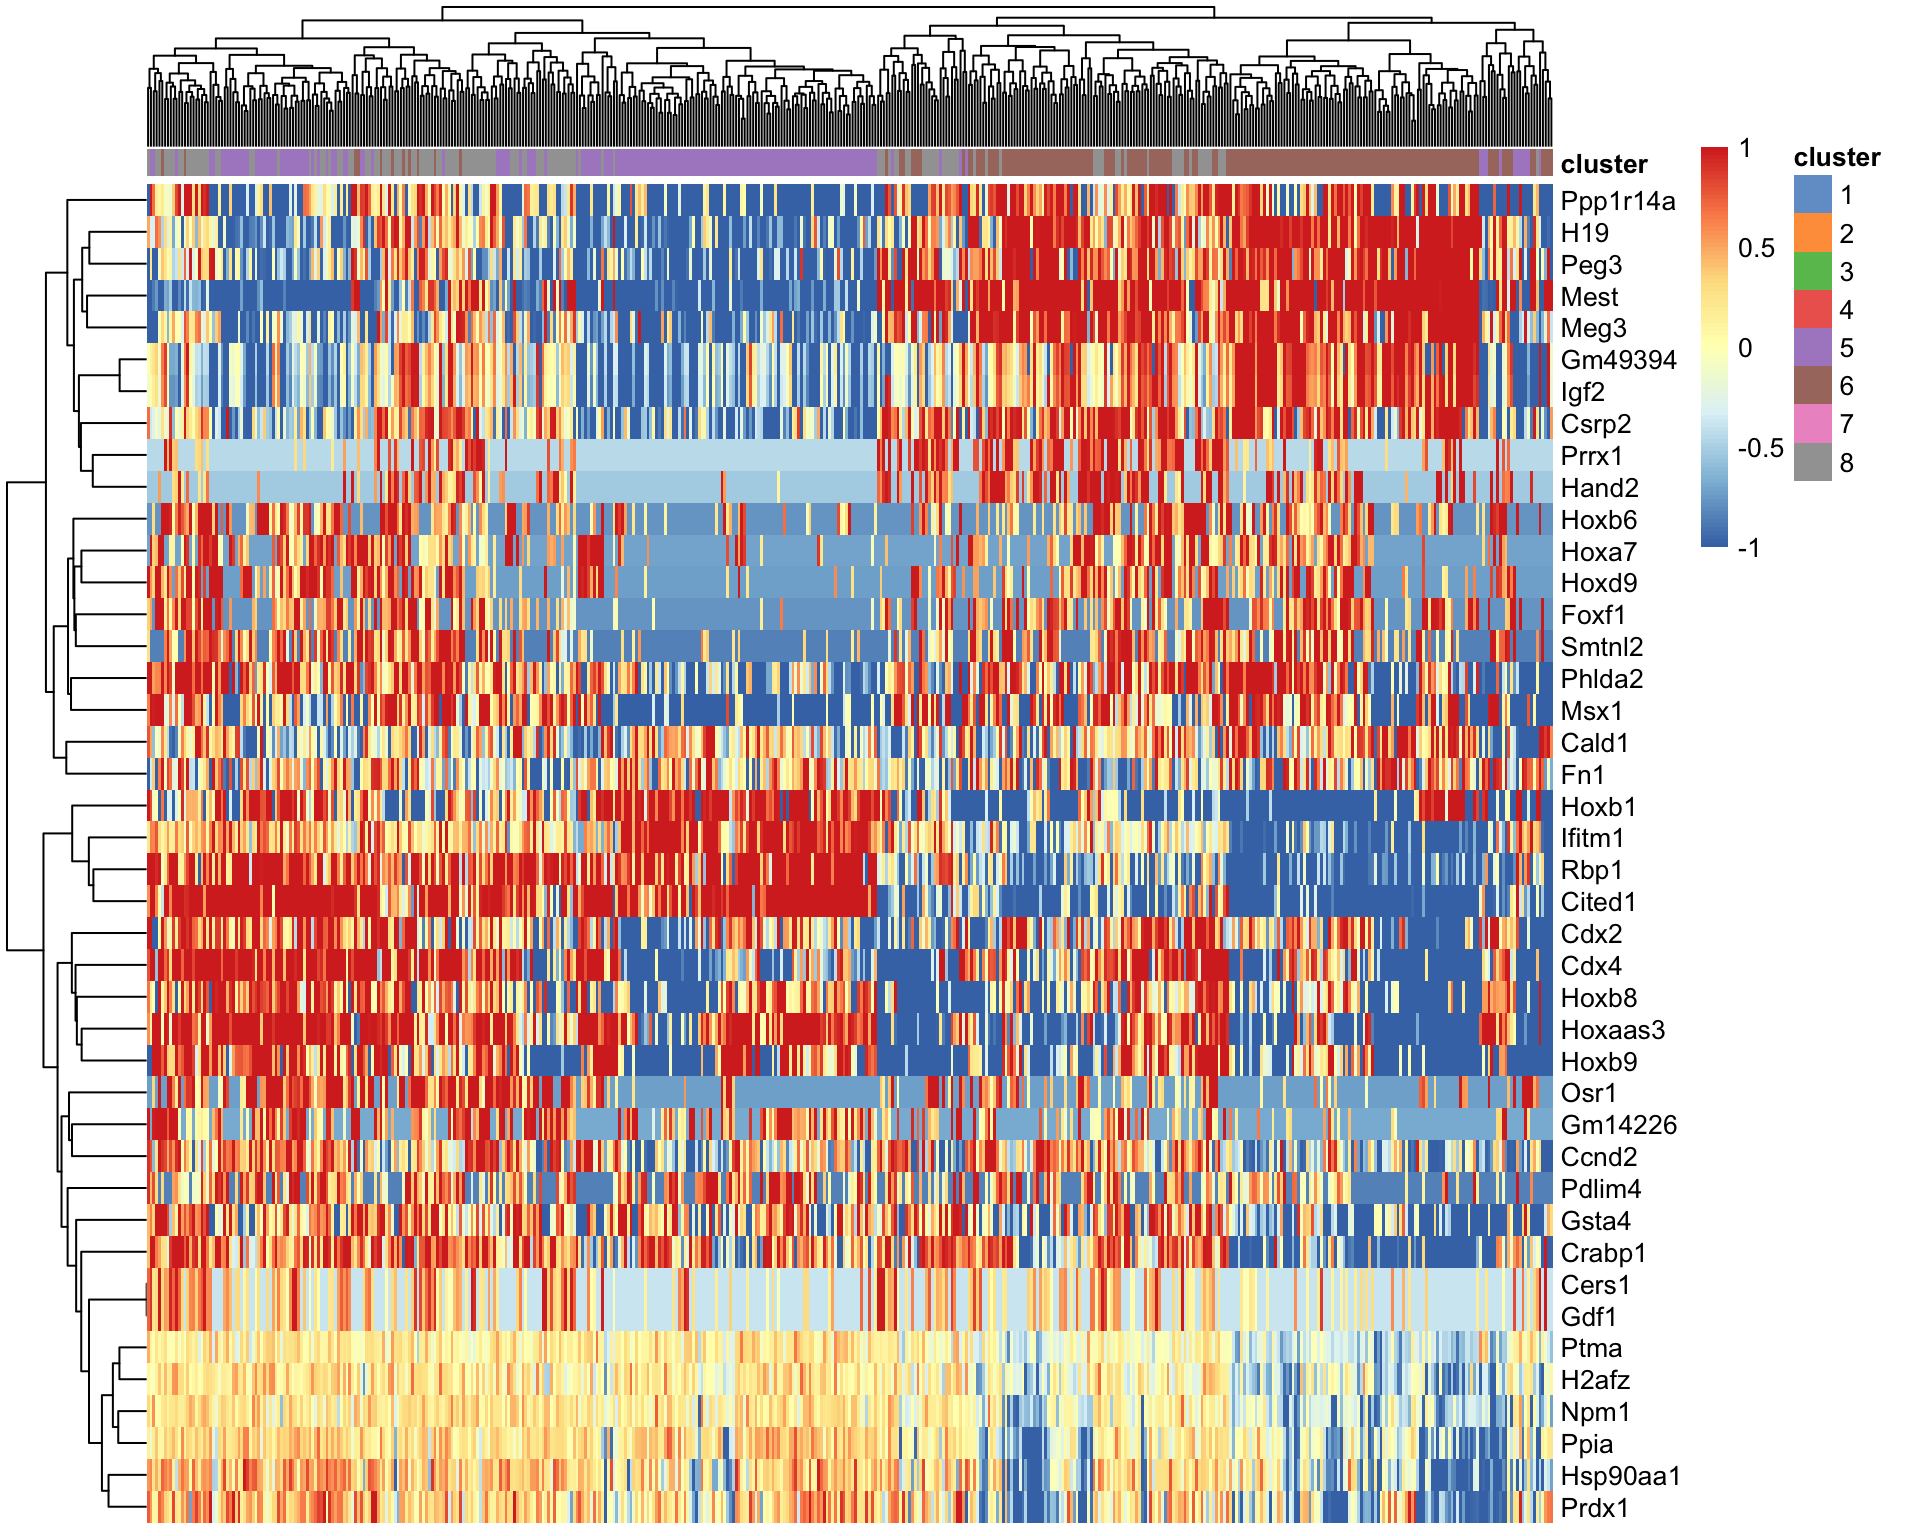 cluster
Ppp1r14a
H19
Peg3
Mest
Meg3
Gm49394
Igf2
Csrp2
Prrx1
Hand2
Hoxb6
Hoxa7
Hoxd9
Foxf1
Smtnl2
Phlda2
Msx1
Cald1
Fn1
Hoxb1
Ifitm1
Rbp1
Cited1
Cdx2
Cdx4
Hoxb8
Hoxaas3
Hoxb9
Osr1
Gm14226
Ccnd2
Pdlim4
Gsta4
Crabp1
Cers1
Gdf1
Ptma
H2afz
Npm1
Ppia
Hsp90aa1
Prdx1
1
0.5
0
-0.5
-1
cluster
1
2
3
4
5
6
7
8